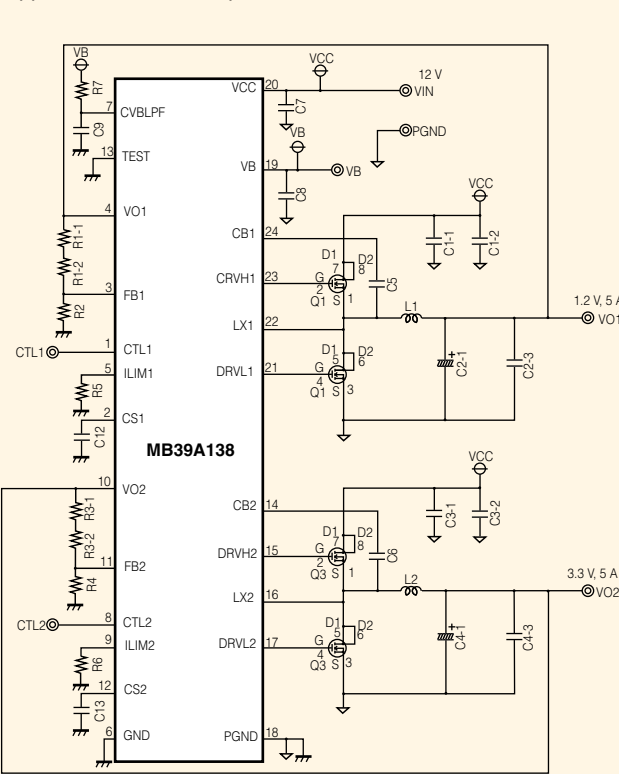 VB
R7
7
CVBLPF
C9
13
TEST
4
VO1
R1-1
R1-2
3
FB1
R2
CTL1
1
CTL1
5
ILIM1
R5
2
CS1
C12
MB39A138
10
VO2
R3-1
R3-2
11
FB2
R4
CTL2
8
CTL2
9
ILIM2
R6
12
CS2
C13
6
GND
VCC
VCC
20
12 V
VIN
C7
PGND
VB
VB
19
VB
C8
VCC
CB1
24
C1-1
C1-2
D1
D2
7
8
C5
CRVH1
23
G
2
Q1
S
1
LX1
22
L1
1.2 V, 5 A
VO1
D1
D2
5
6
DRVL1
21
G
4
Q1
S
3
C2-1
C2-3
VCC
CB2
14
C3-1
C3-2
D1
D2
7
8
C6
DRVH2
15
G
2
Q3
S
1
LX2
16
L2
3.3 V, 5 A
VO2
D1
D2
5
6
DRVL2
17
G
4
Q3
S
3
C4-1
C4-3
PGND
18